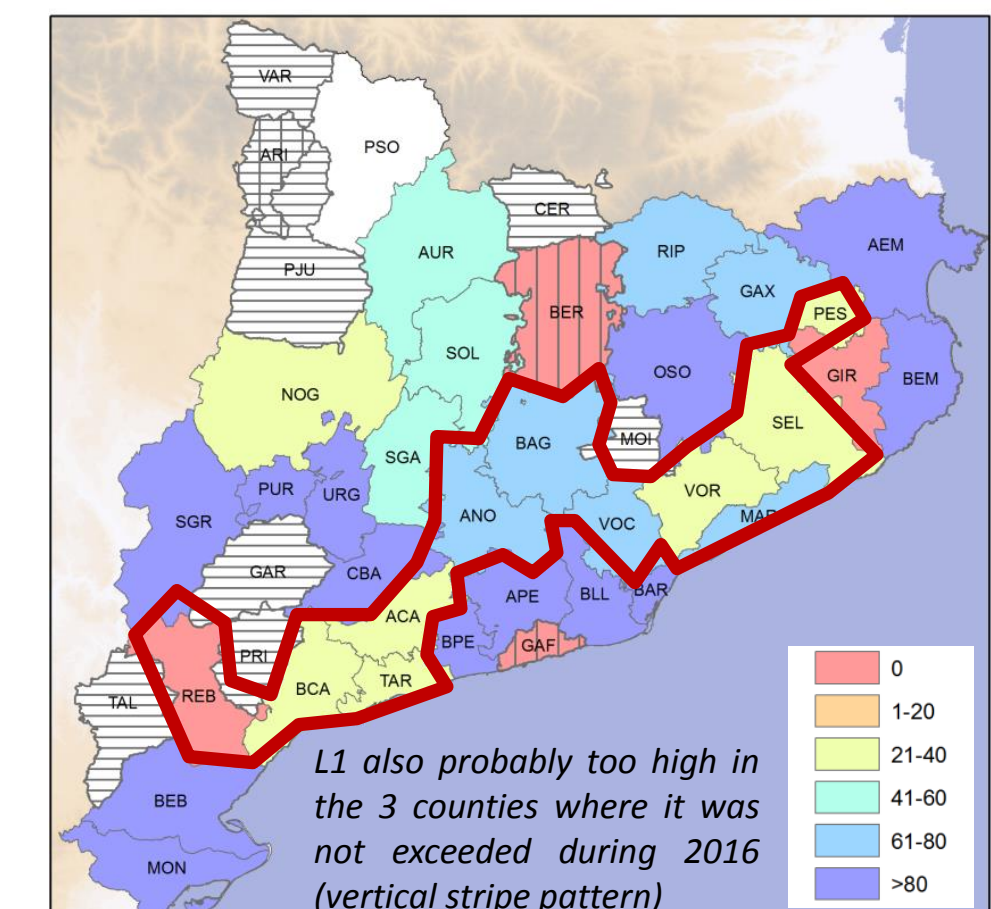 VAR
PSO
ARI
CER
PJU
AUR
RIP
AEM
GAX
BER
PES
SOL
OSO
GIR
BEM
NOG
SEL
BAG
MOI
SGA
PUR
URG
VOR
SGR
ANO
VOC
MAR
GAR
CBA
APE
BLL
BAR
ACA
PRI
BPE
GAF
REB
BCA
TAR
TAL
BEB
MON
L1 also probably too high in
the 3 counties where it was
not exceeded during 2016
(vertical stripe pattern)
0
1-20
21-40
41-60
61-80
>80